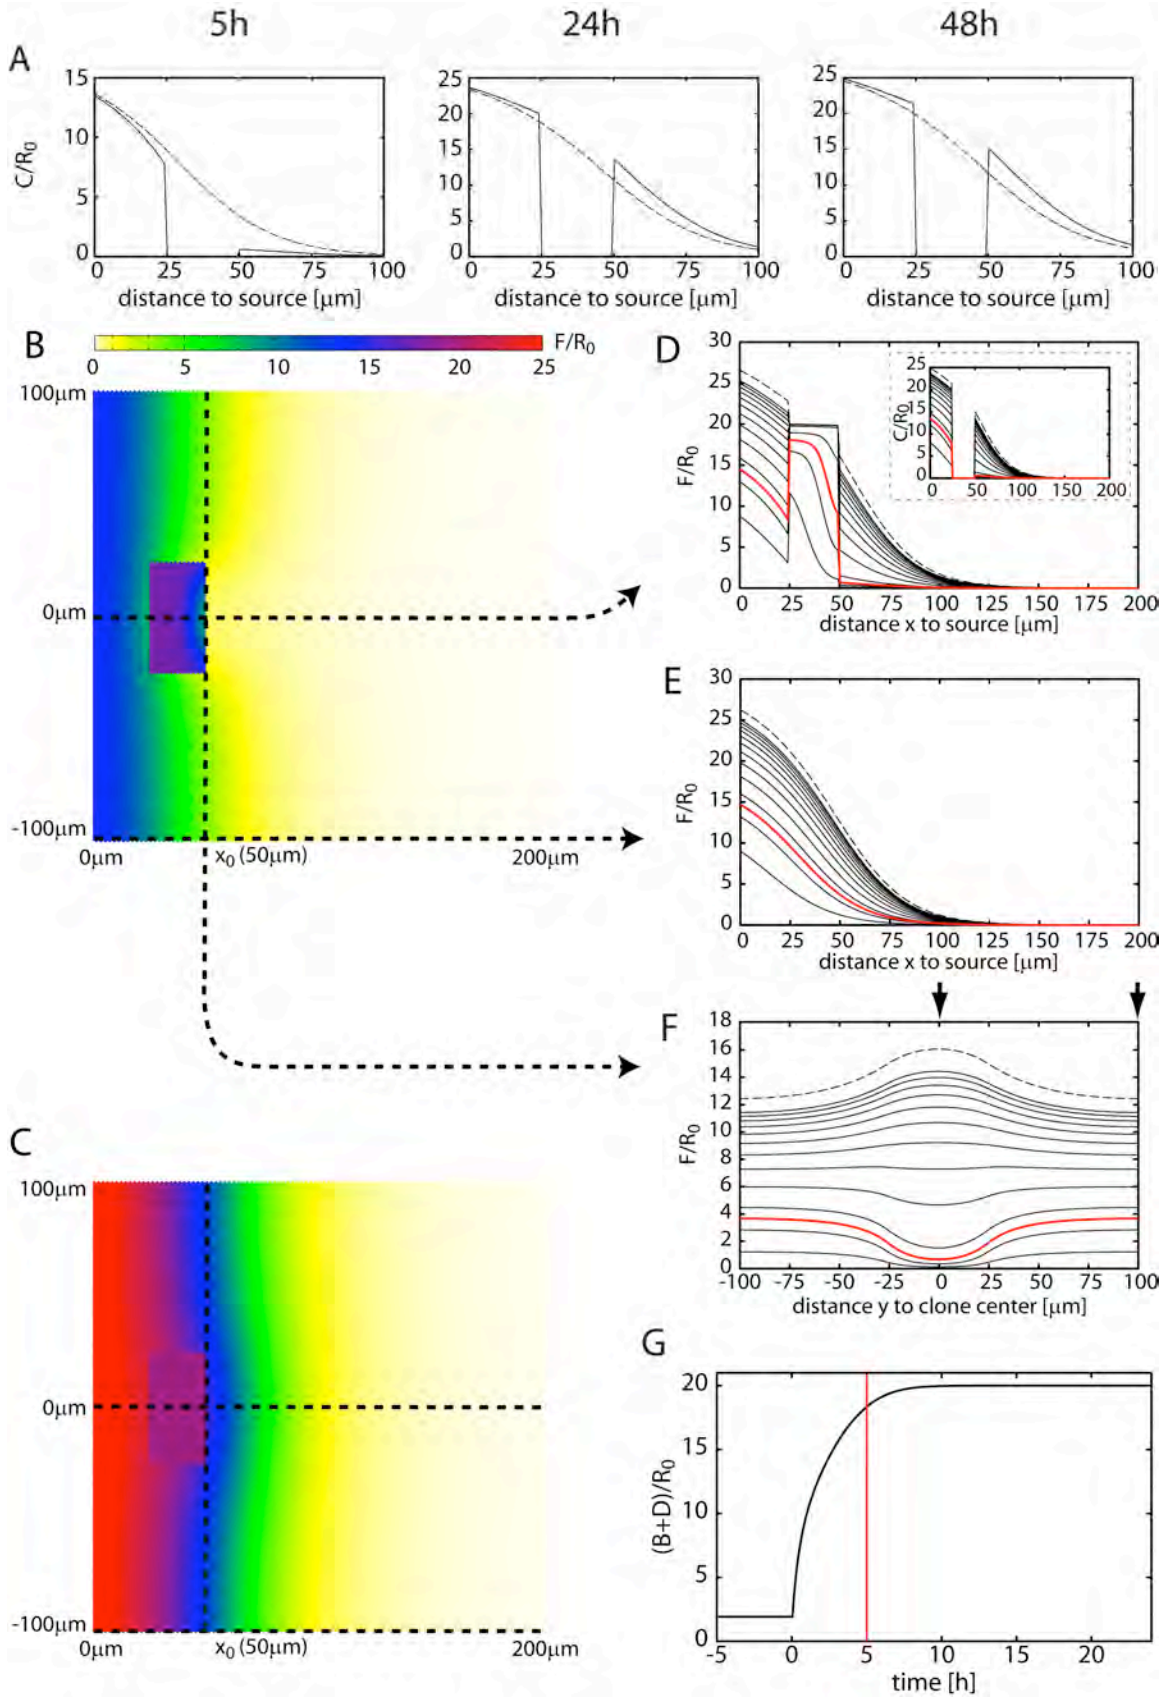 5h 24h 48h
A
C/R0
15
10
5
0
0 25 50 75 100
distance to source [μm]
25
20
15
10
5
0
0 25 50 75 100
distance to source [μm]
25
20
15
10
5
0
0 25 50 75 100
distance to source [μm]
B
F/R0
0 5 10 15 20 25
100μm
0μm
-100μm
0μm x0 (50μm) 200μm
D
F/R0
30
25
20
15
10
5
0
0 25 50 75 100 125 150 175 200
distance x to source [μm]
C/R0
25
20
15
10
5
0
0 50 100 150 200
E
F/R0
30
25
20
15
10
5
0
0 25 50 75 100 125 150 175 200
distance x to source [μm]
F
F/R0
18
16
14
12
10
8
6
4
2
0
-100 -75 -50 -25 0 25 50 75 100
distance y to clone center [μm]
C
100μm
0μm
-100μm
0μm x0 (50μm) 200μm
G
(B+D)/R0
20
15
10
5
0
-5 0 5 10 15 20
time [h]